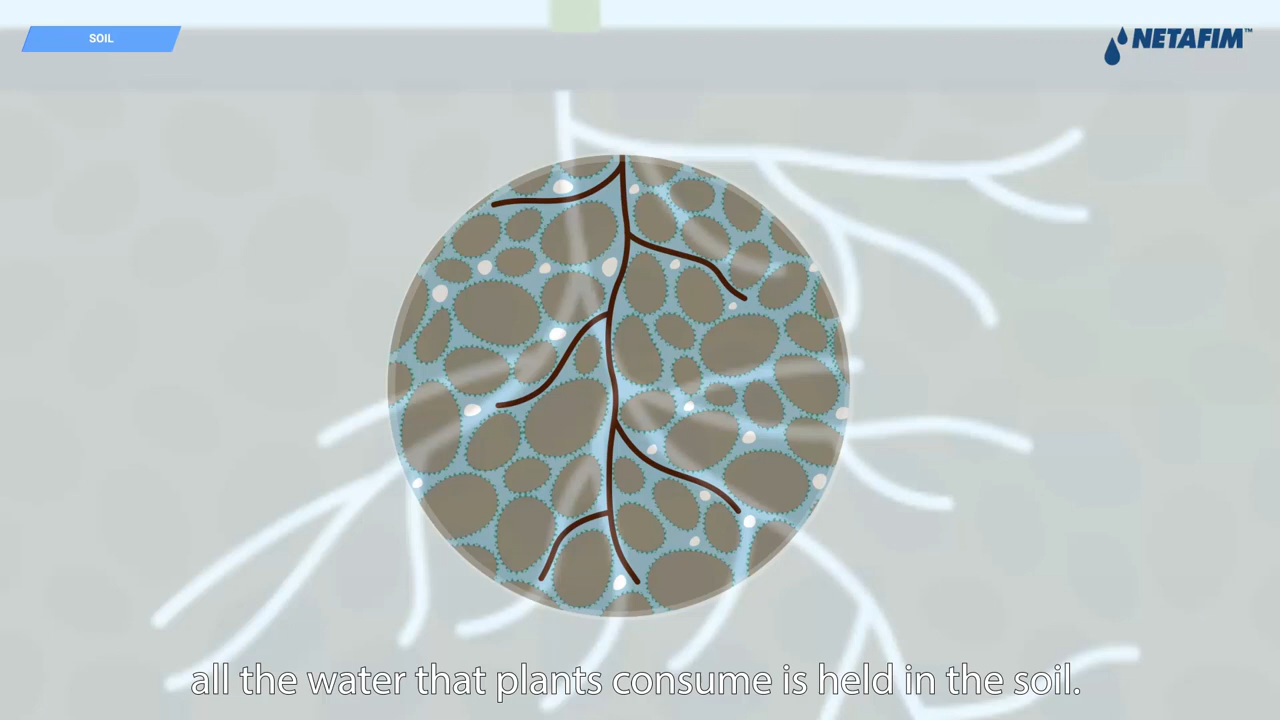 SOIL
NETAFIM™
all the water that plants consume is held in the soil.